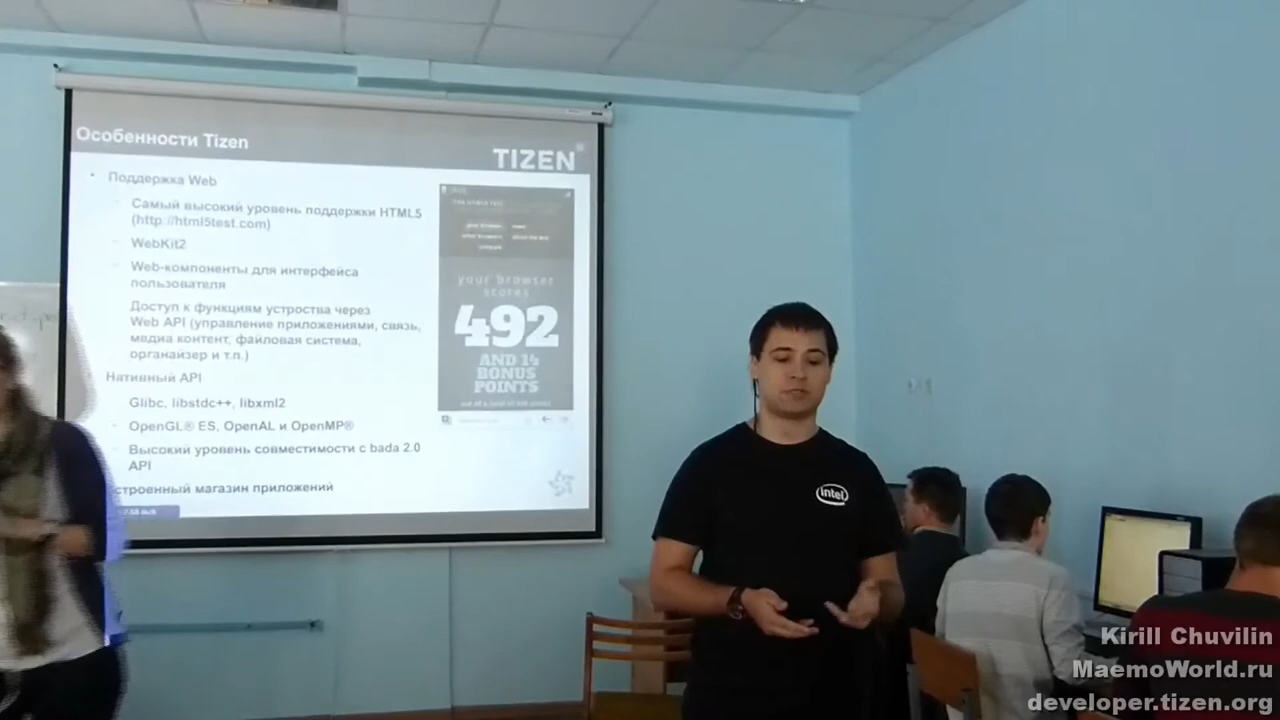 Особенности Tizen
TIZEN
Поддержка Web
Самый высокий уровень поддержки HTML5
(http://html5test.com)
WebKit2
Web-компоненты для интерфейса
пользователя
Доступ к функциям устроства через
Web API (управление приложениями, связь,
медиа контент, файловая система,
органайзер и т.п.)
Нативный API
Glibc, libstdc++, libxml2
OpenGL® ES, OpenAL и OpenMP®
Высокий уровень совместимости с bada 2.0
API
строенный магазин приложений
your browser
scores
492
AND 14
BONUS
POINTS
intel
Kirill Chuvilin
MaemoWorld.ru
developer.tizen.org